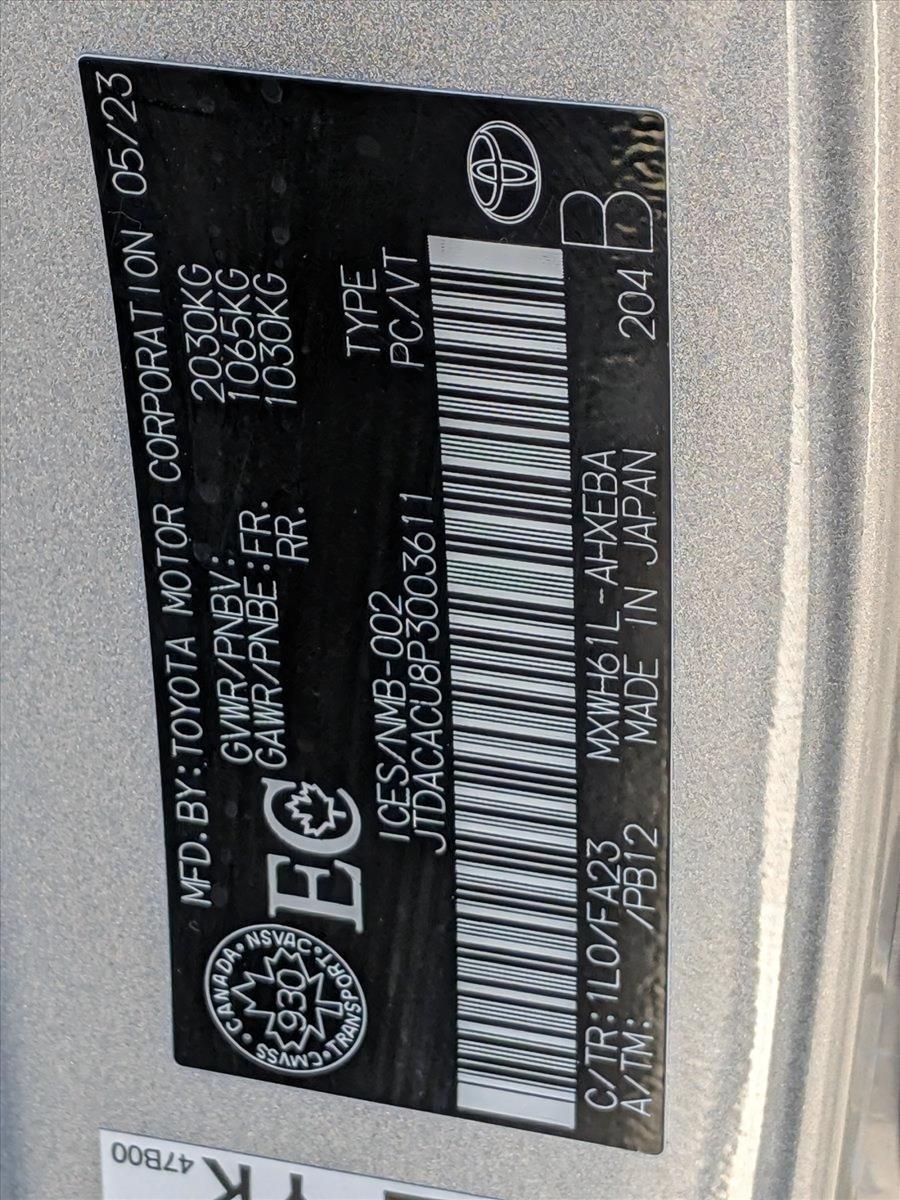 MFD.BY:TOYOTA MOTOR CORPORATION 05/23
GVWR/PNBV: 2030KG
GAWR/PNBE:FR. 1065KG
RR. 1030KG
CANADA NSVAC TRANSPORT CMVSS
930
EC
ICES/NMB-002 TYPE
JTDACACU8P3003611 PC/VT
C/TR:1L0/FA23 MXWH61L-AHXEBA
A/TM: /PB12 MADE IN JAPAN 204 B
47B00
YK